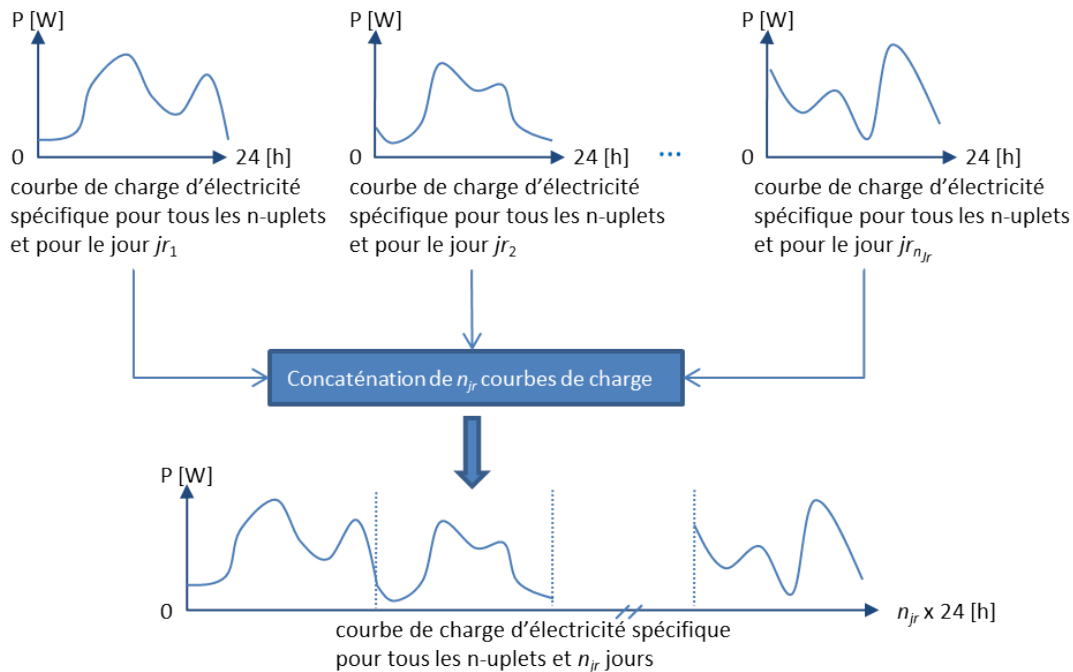 P [W]
0
24 [h]
courbe de charge d’électricité
spécifique pour tous les n-uplets
et pour le jour jr1
P [W]
0
24 [h]
courbe de charge d’électricité
spécifique pour tous les n-uplets
et pour le jour jr2
...
P [W]
0
24 [h]
courbe de charge d’électricité
spécifique pour tous les n-uplets
et pour le jour jrnjr
Concaténation de njr courbes de charge
P [W]
0
njr x 24 [h]
courbe de charge d’électricité spécifique
pour tous les n-uplets et njr jours